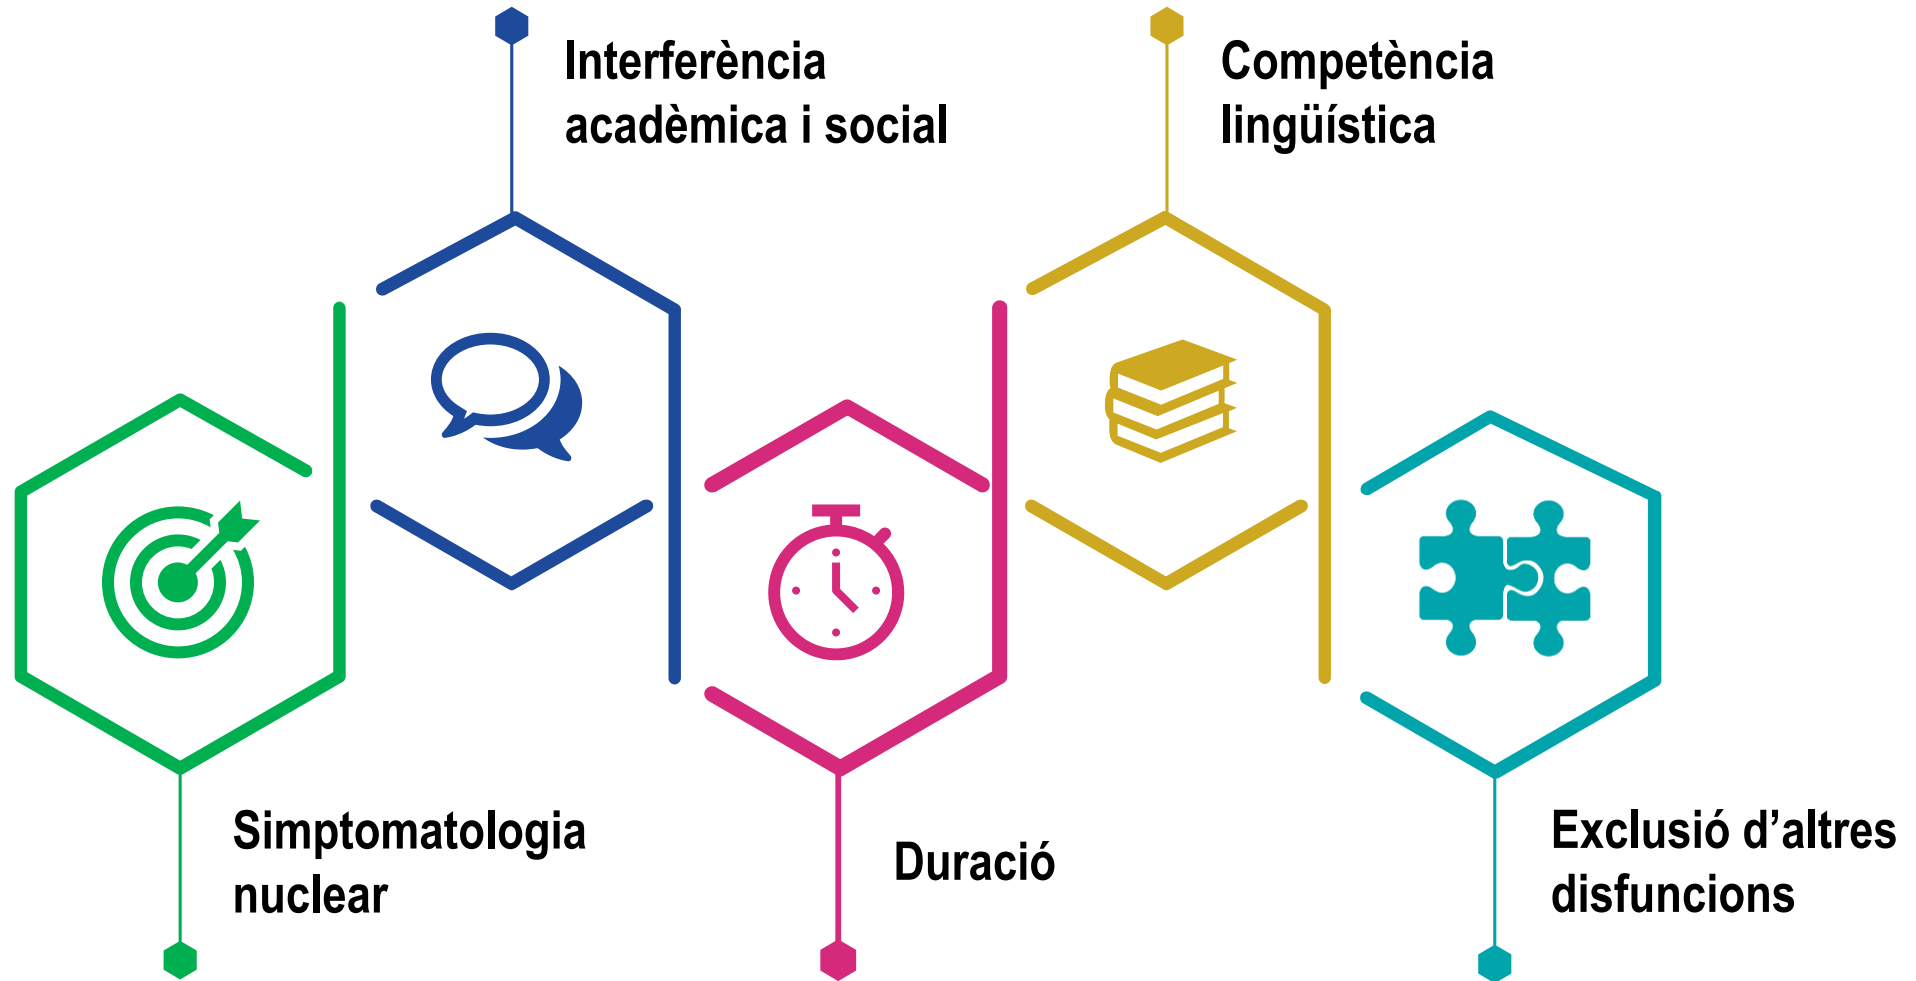 Interferència
acadèmica i social
Competència
lingüística
Simptomatologia
nuclear
Duració
Exclusió d’altres
disfuncions